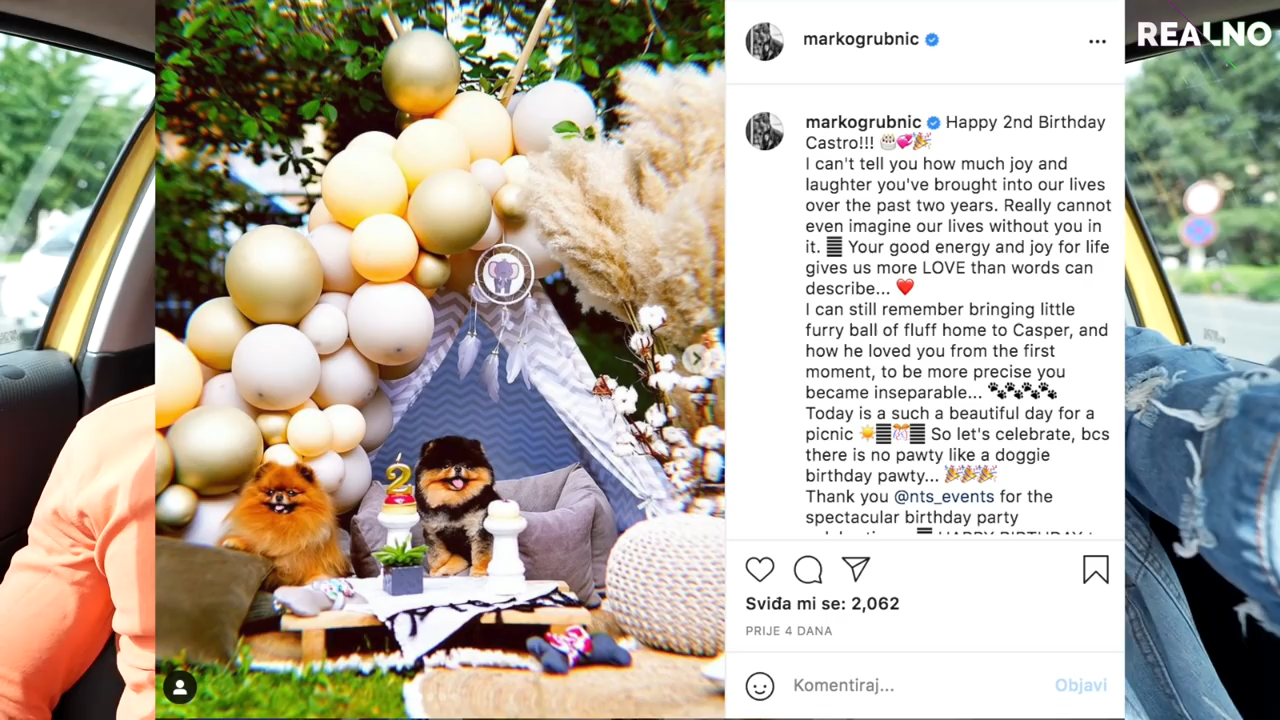 REALNO
markogrubnic
markogrubnic Happy 2nd Birthday
Castro!!! 🎂💞🎉
I can't tell you how much joy and
laughter you've brought into our lives
over the past two years. Really cannot
even imagine our lives without you in
it. Your good energy and joy for life
gives us more LOVE than words can
describe... ❤️
I can still remember bringing little
furry ball of fluff home to Casper, and
how he loved you from the first
moment, to be more precise you
became inseparable... 🐾🐾🐾🐾
Today is a such a beautiful day for a
picnic ☀️🎊 So let's celebrate, bcs
there is no pawty like a doggie
birthday pawty... 🎉🎉🎉
Thank you @nts_events for the
spectacular birthday party
2
Sviđa mi se: 2,062
PRIJE 4 DANA
Komentiraj...
Objavi